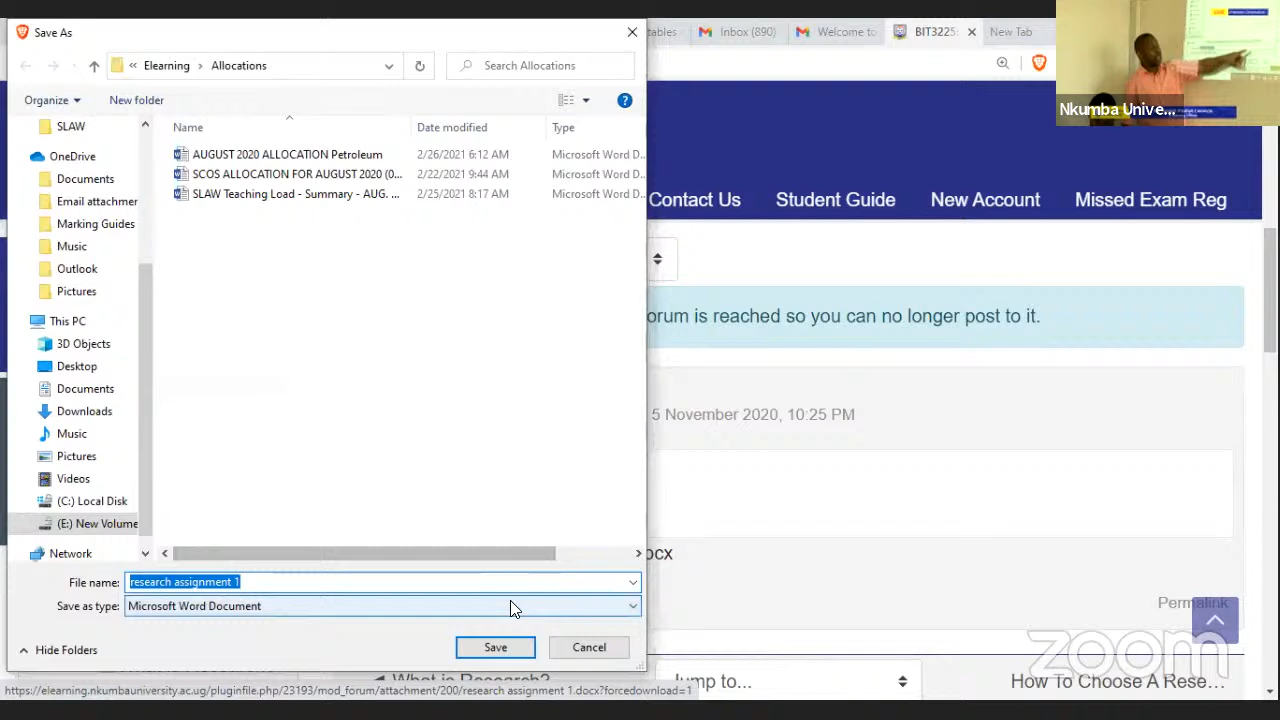 Save As
Elearning
Allocations
Search Allocations
Organize
New folder
Name
Date modified
Type
SLAW
OneDrive
Documents
Email attachmen
Marking Guides
Music
Outlook
Pictures
This PC
3D Objects
Desktop
Documents
Downloads
Music
Pictures
Videos
(C:) Local Disk
(E:) New Volume
Network
AUGUST 2020 ALLOCATION Petroleum 2/26/2021 6:12 AM Microsoft Word D...
SCOS ALLOCATION FOR AUGUST 2020 (0... 2/22/2021 9:44 AM Microsoft Word D...
SLAW Teaching Load - Summary - AUG. ... 2/25/2021 8:17 AM Microsoft Word D...
File name: research assignment 1
Save as type: Microsoft Word Document
Hide Folders
Save
Cancel
tables
Inbox (890)
Welcome to
BIT3225:
New Tab
Nkumba Unive...
Contact Us
Student Guide
New Account
Missed Exam Reg
orum is reached so you can no longer post to it.
5 November 2020, 10:25 PM
ocx
Permalink
zoom
What is Research?
Jump to...
How To Choose A Rese...
https://elearning.nkumbauniversity.ac.ug/pluginfile.php/23193/mod_forum/attachment/200/research assignment 1.docx?forcedownload=1